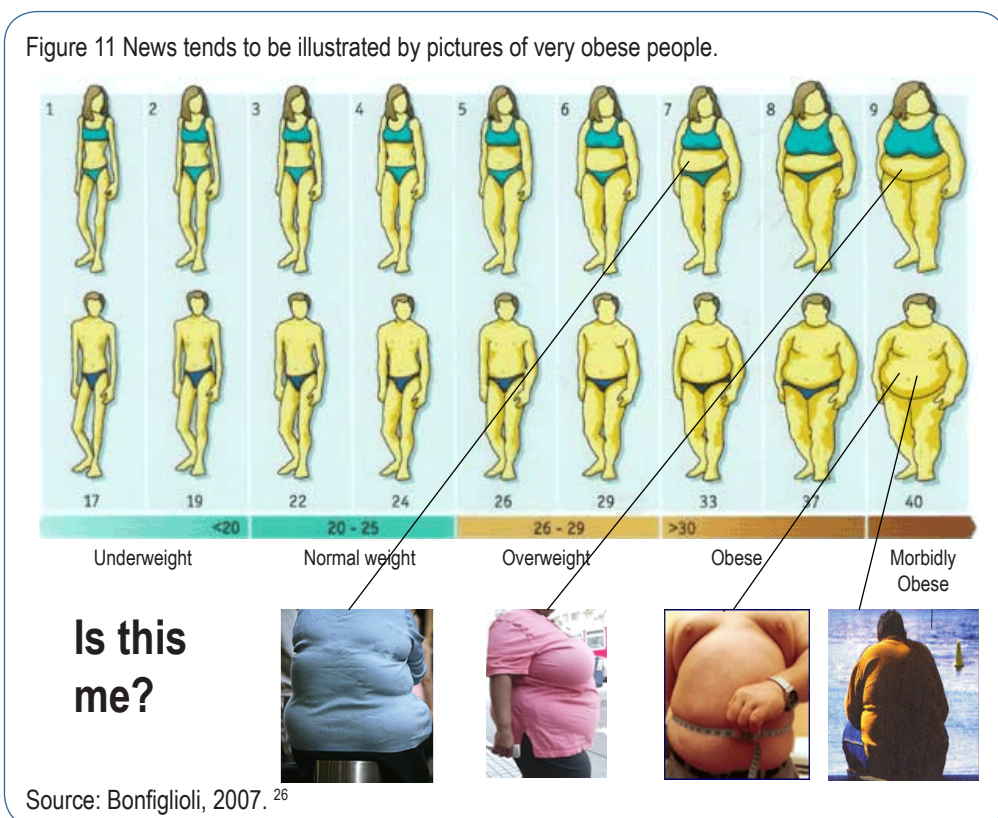 Figure 11 News tends to be illustrated by pictures of very obese people.
1 2 3 4 5 6 7 8 9
17 19 22 24 26 29 33 37 40
<20 20 - 25 26 - 29 >30
Underweight Normal weight Overweight Obese Morbidly
Obese
Is this
me?
Source: Bonfiglioli, 2007. 26